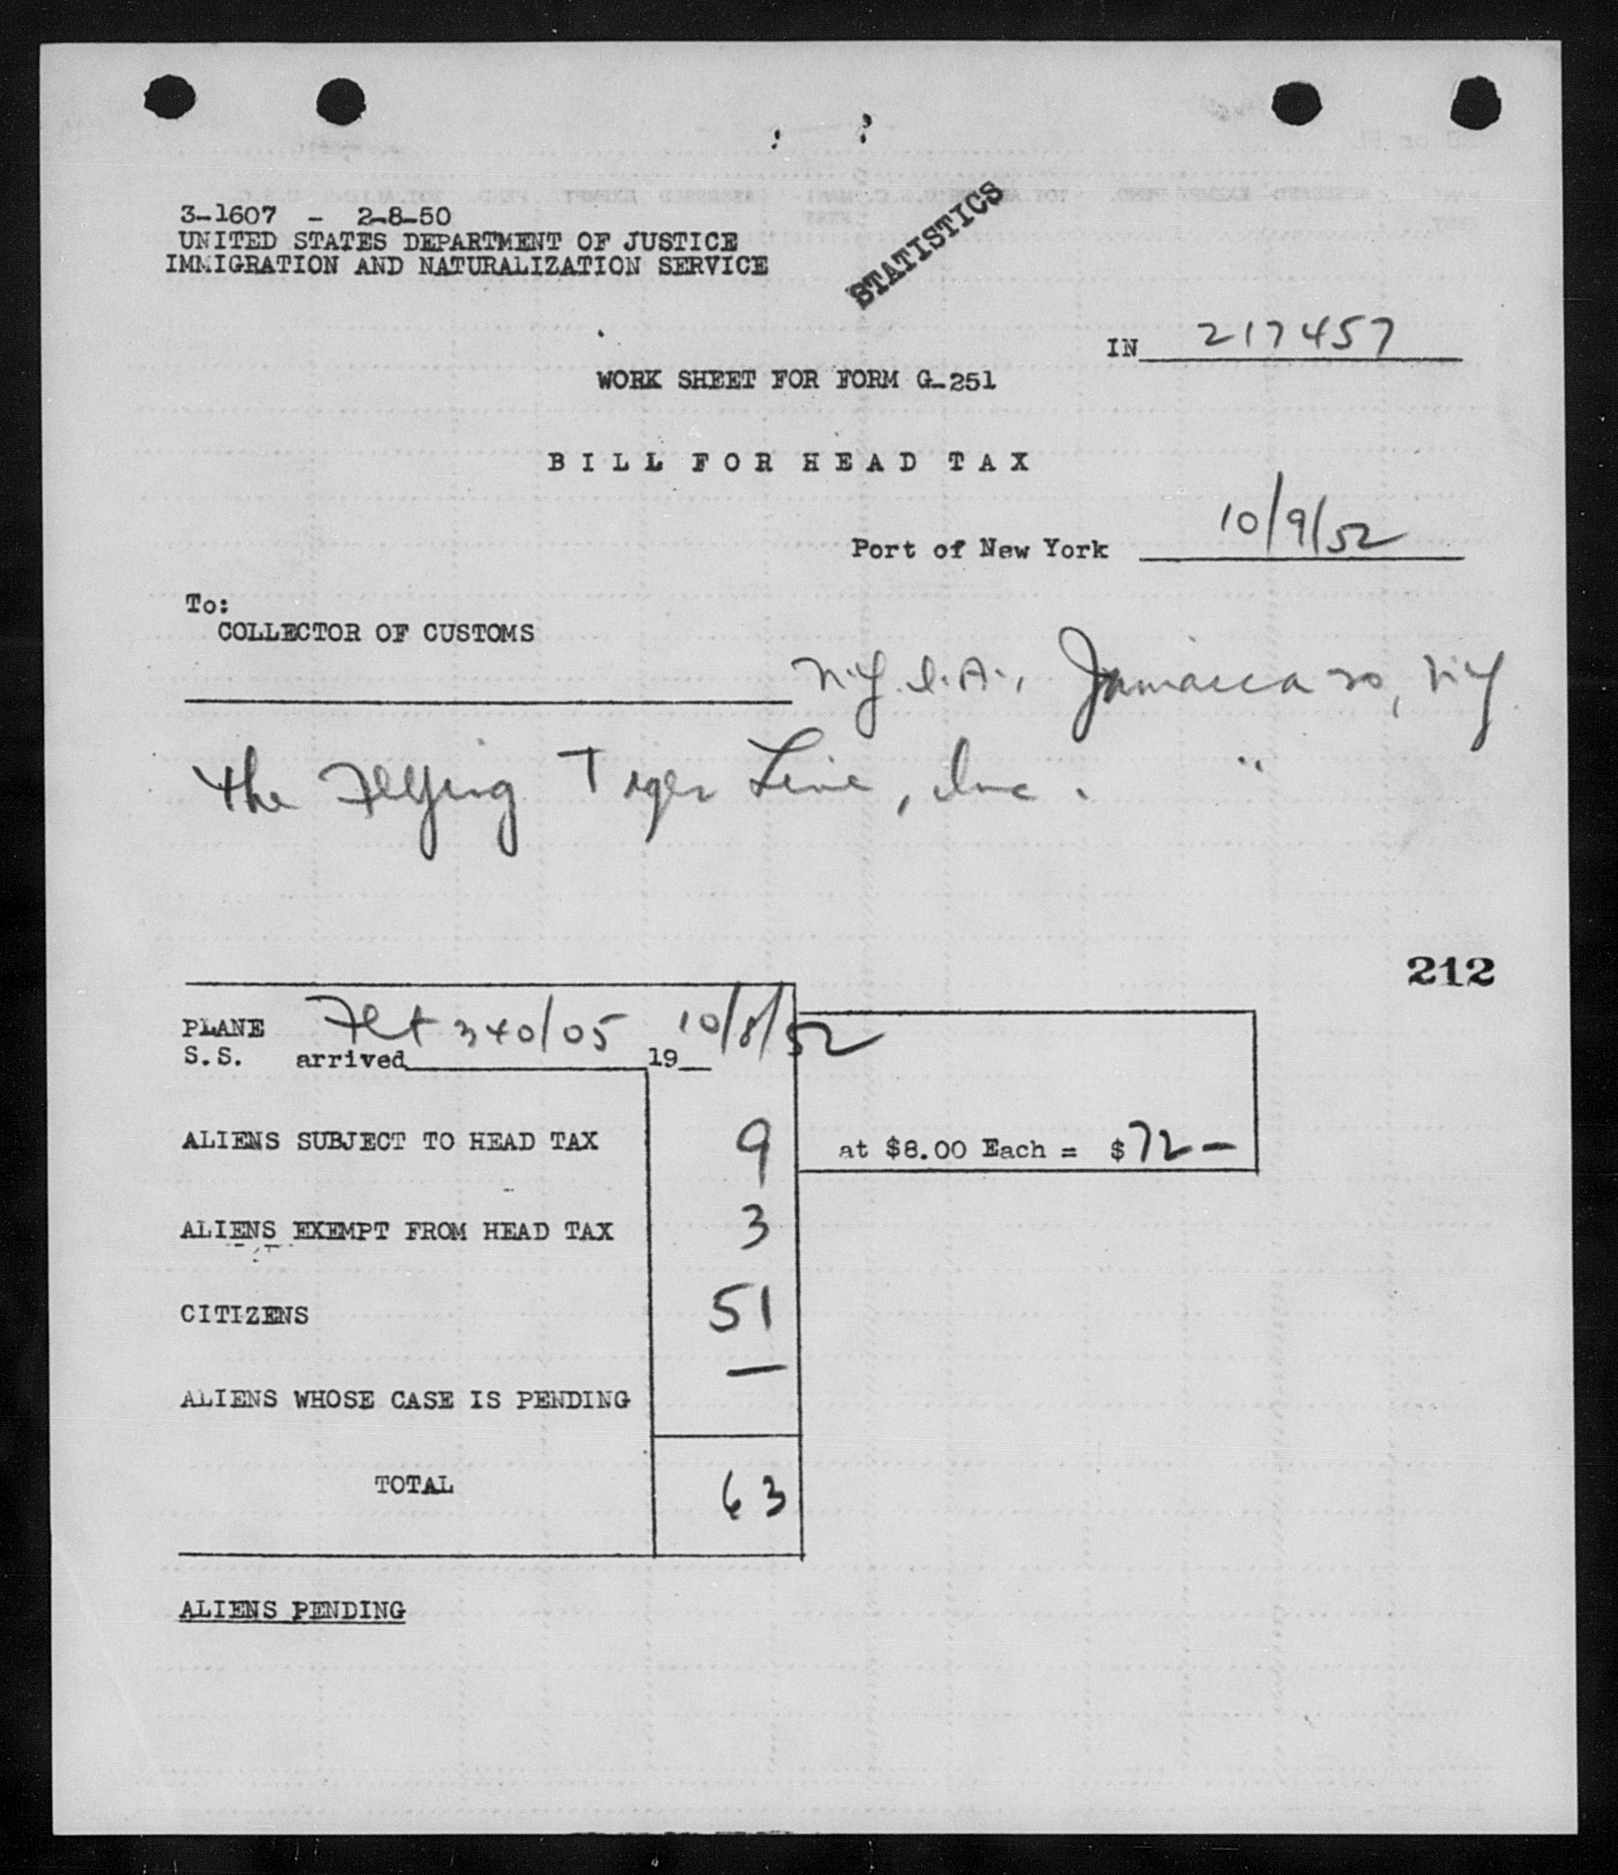 3-1607 - 2-8-50
UNITED STATES DEPARTMENT OF JUSTICE
IMMIGRATION AND NATURALIZATION SERVICE
STATISTICS
IN 217457
WORK SHEET FOR FORM G-251
BILL FOR HEAD TAX
Port of New York 10/9/52
To:
COLLECTOR OF CUSTOMS
N.Y.I.A., Jamaica 30, N.Y
The Flying Tiger Line, Inc. "
212
PLANE Flt 340/05 10/8/52
S.S. arrived 19
ALIENS SUBJECT TO HEAD TAX 9 at $8.00 Each = $72 —
ALIENS EXEMPT FROM HEAD TAX 3
CITIZENS 51
ALIENS WHOSE CASE IS PENDING —
TOTAL 63
ALIENS PENDING